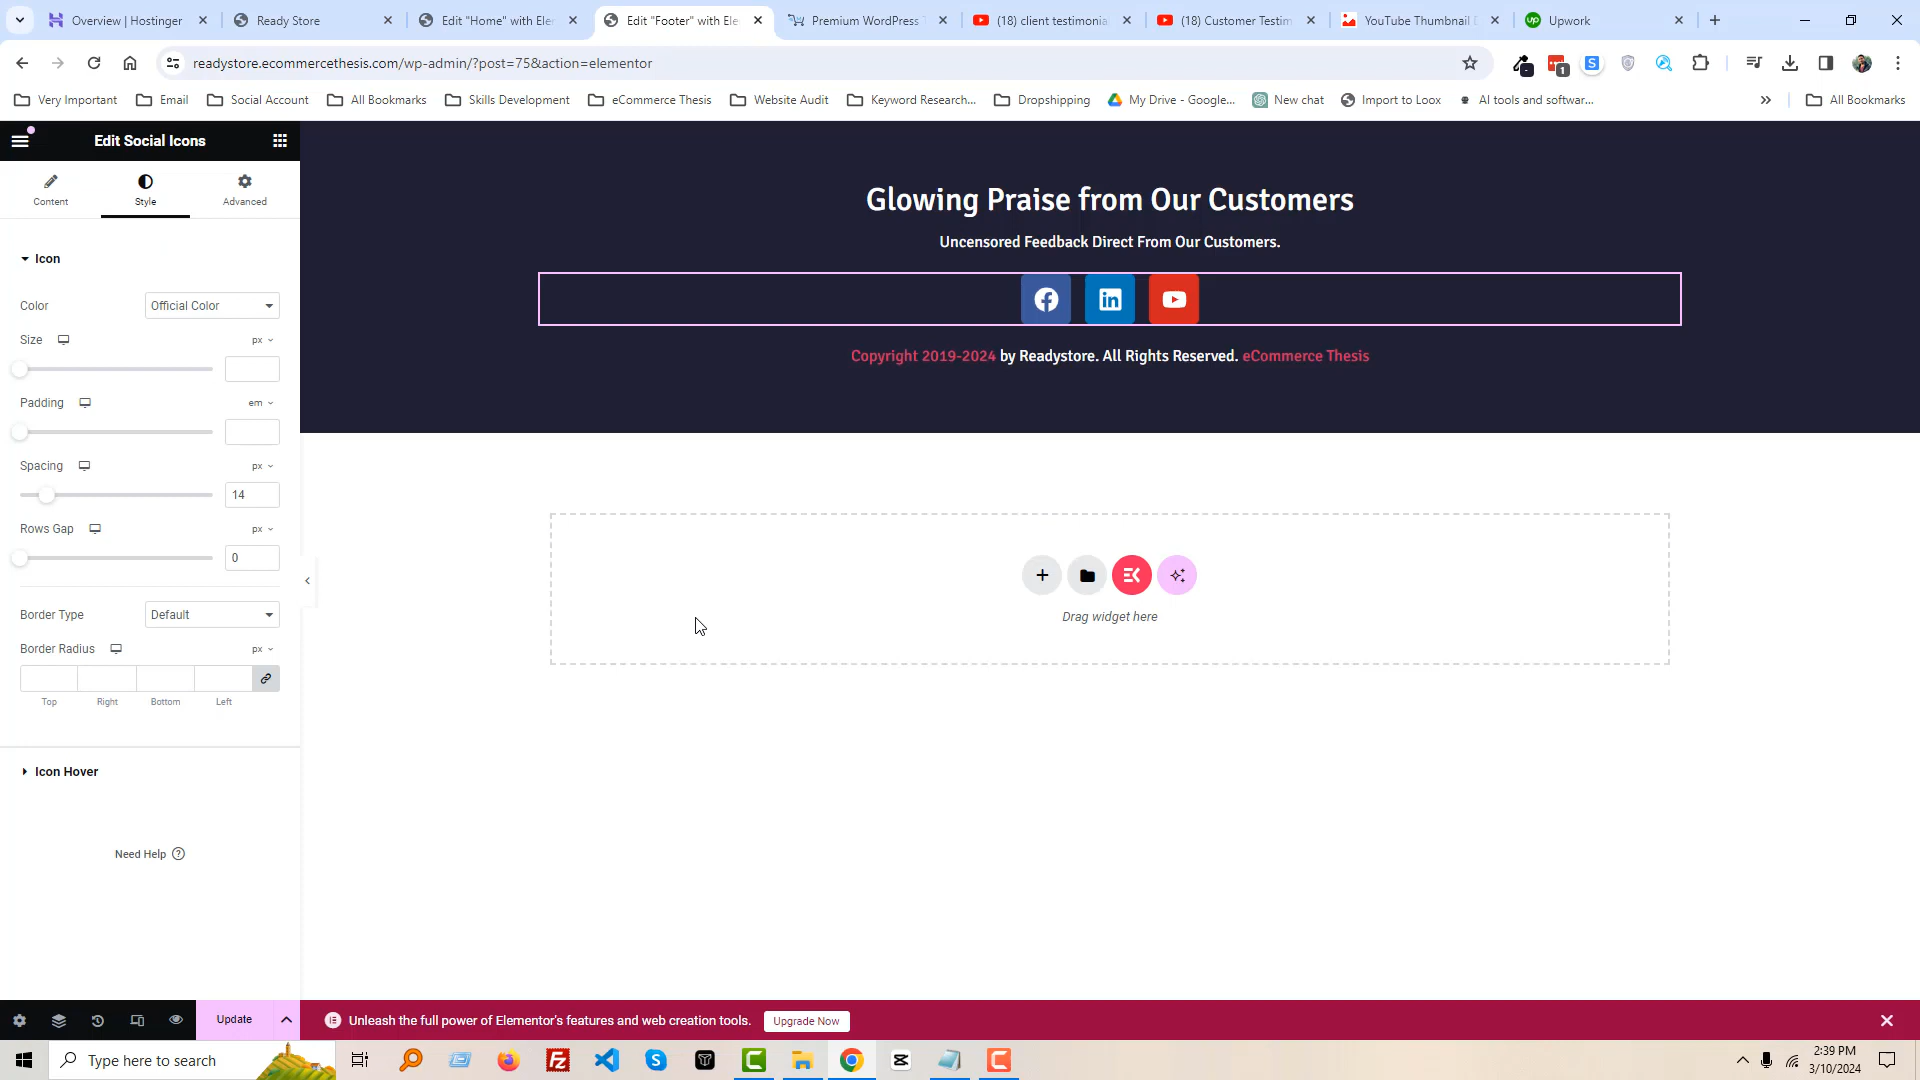 Overview | Hostinger
Ready Store
Edit "Home" with Ele
Edit "Footer" with Ele
Premium WordPress T
(18) client testimonia
(18) Customer Testim
YouTube Thumbnail D
Upwork
readystore.ecommercethesis.com/wp-admin/?post=75&action=elementor
1
Very Important
Email
Social Account
All Bookmarks
Skills Development
eCommerce Thesis
Website Audit
Keyword Research...
Dropshipping
My Drive - Google...
New chat
Import to Loox
AI tools and softwar...
»
All Bookmarks
Edit Social Icons
Content
Style
Advanced
Icon
Color
Official Color
Size
px
Padding
em
Spacing
px
14
Rows Gap
px
0
Border Type
Default
Border Radius
px
Top
Right
Bottom
Left
Icon Hover
Need Help
Update
Glowing Praise from Our Customers
Uncensored Feedback Direct From Our Customers.
Copyright 2019-2024 by Readystore. All Rights Reserved. eCommerce Thesis
Drag widget here
Unleash the full power of Elementor's features and web creation tools.
Upgrade Now
Type here to search
2:39 PM
3/10/2024